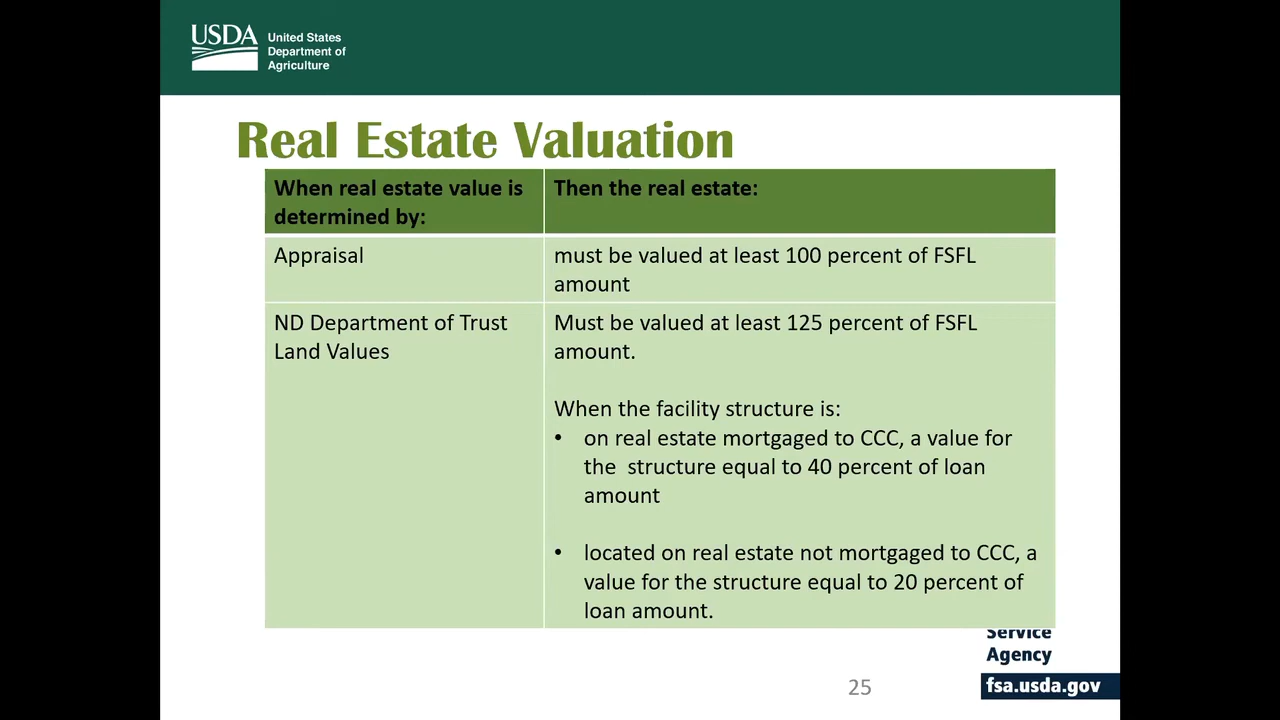 USDA
United States
Department of
Agriculture
Real Estate Valuation
When real estate value is
determined by:
Then the real estate:
Appraisal
must be valued at least 100 percent of FSFL
amount
ND Department of Trust
Land Values
Must be valued at least 125 percent of FSFL
amount.
When the facility structure is:
• on real estate mortgaged to CCC, a value for
the structure equal to 40 percent of loan
amount
• located on real estate not mortgaged to CCC, a
value for the structure equal to 20 percent of
loan amount.
Service
Agency
fsa.usda.gov
25